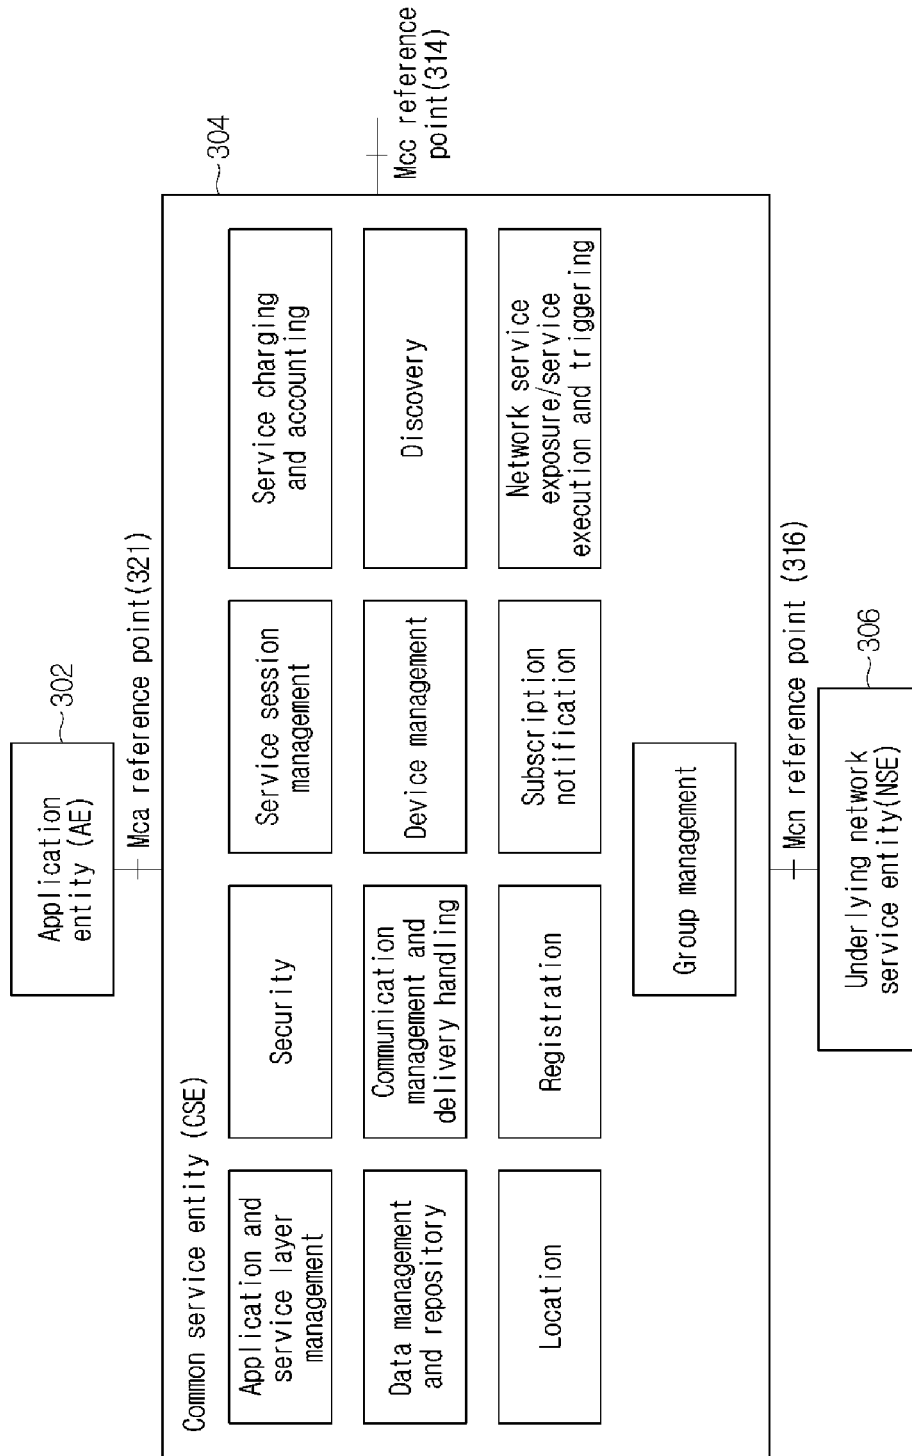 Application
entity (AE)
302
Mca reference point(321)
Common service entity (CSE)
304
Application and
service layer
management
Security
Service session
management
Service charging
and accounting
Mcc reference
point(314)
Data management
and repository
Communication
management and
delivery handling
Device management
Discovery
Location
Registration
Subscription
notification
Network service
exposure/service
execution and triggering
Group management
Mcn reference point (316)
Underlying network
service entity(NSE)
306